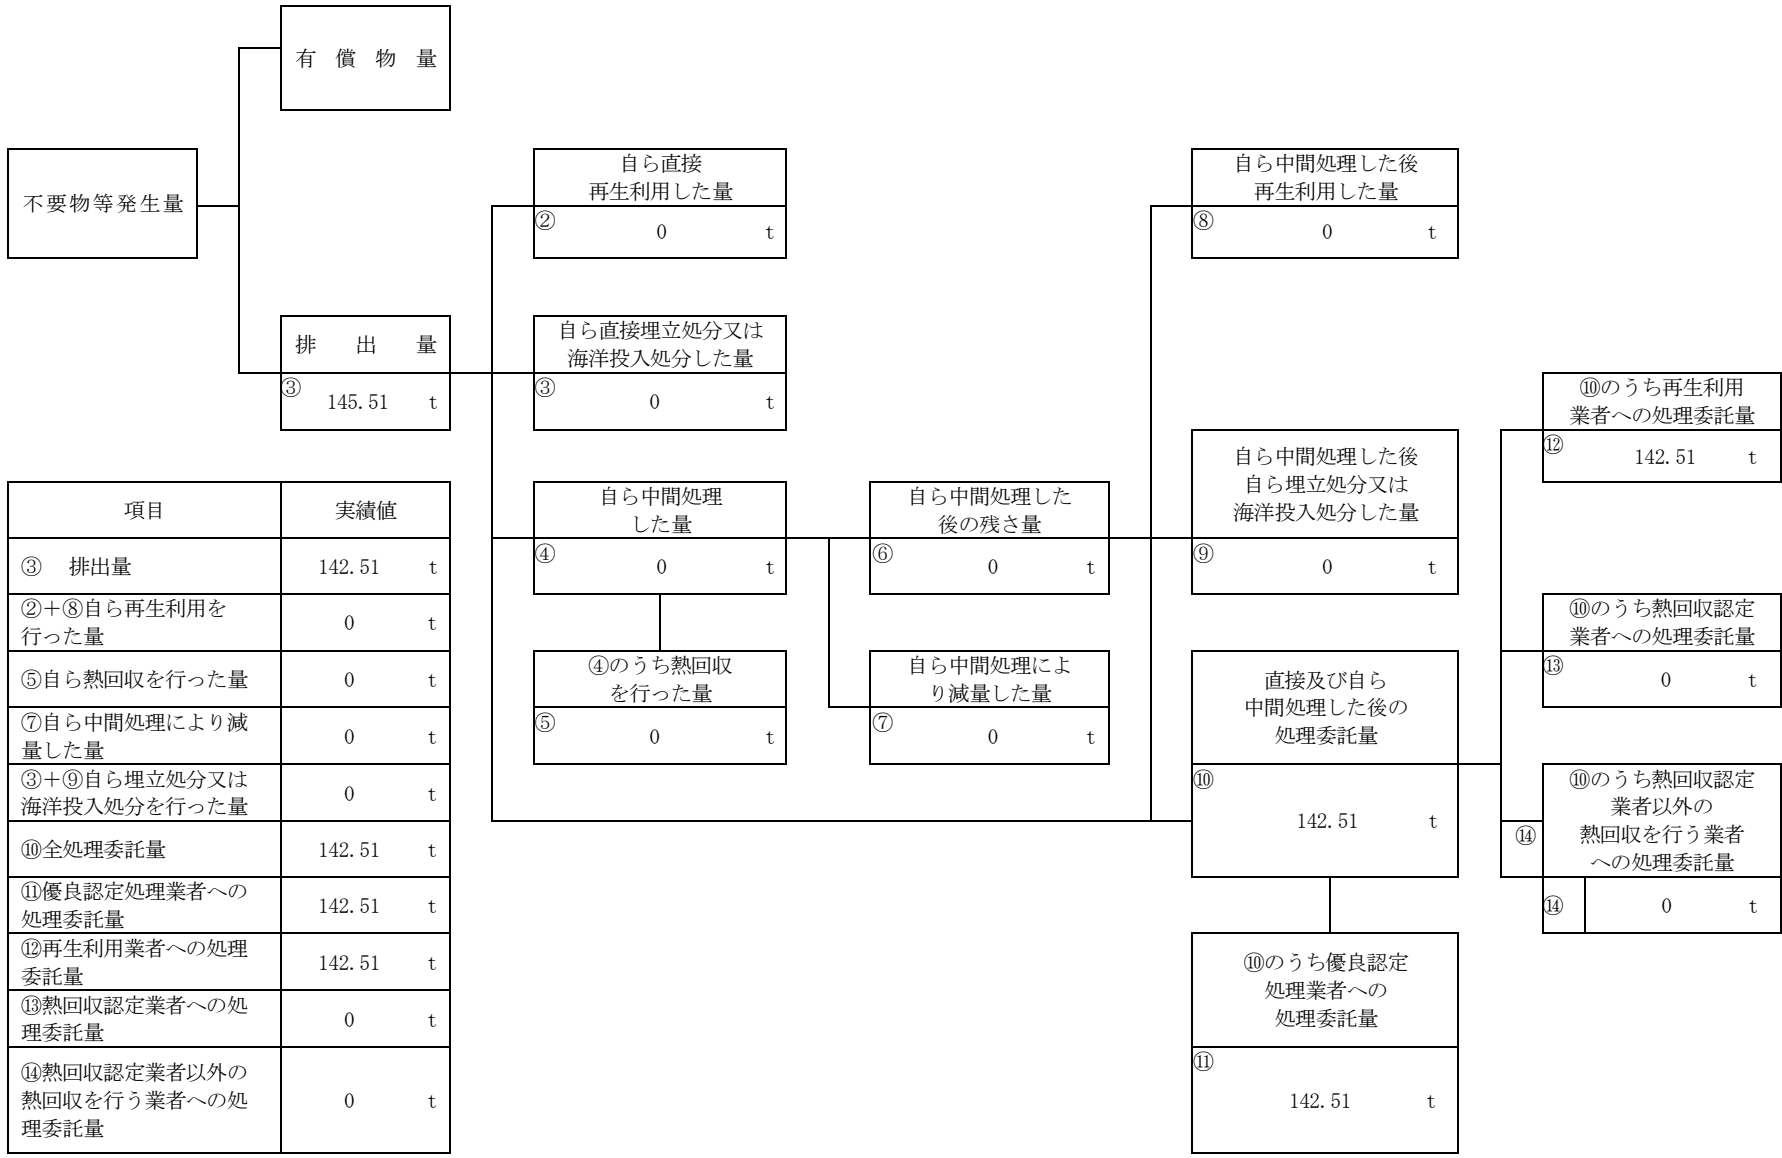 有　償　物　量
不要物等発生量
自ら直接
再生利用した量
②
0 t
自ら中間処理した後
再生利用した量
⑧
0 t
排　出　量
③
145.51 t
自ら直接埋立処分又は
海洋投入処分した量
③
0 t
⑩のうち再生利用
業者への処理委託量
⑫
142.51 t
自ら中間処理した後
自ら埋立処分又は
海洋投入処分した量
⑨
0 t
自ら中間処理
した量
④
0 t
自ら中間処理した
後の残さ量
⑥
0 t
⑩のうち熱回収認定
業者への処理委託量
⑬
0 t
④のうち熱回収
を行った量
⑤
0 t
自ら中間処理によ
り減量した量
⑦
0 t
直接及び自ら
中間処理した後の
処理委託量
⑩
142.51 t
⑩のうち熱回収認定
業者以外の
熱回収を行う業者
への処理委託量
⑭
⑭
0 t
⑩のうち優良認定
処理業者への
処理委託量
⑪
142.51 t
項目 実績値
③　排出量 142.51 t
②＋⑧自ら再生利用を
行った量
0 t
⑤自ら熱回収を行った量 0 t
⑦自ら中間処理により減
量した量
0 t
③＋⑨自ら埋立処分又は
海洋投入処分を行った量
0 t
⑩全処理委託量 142.51 t
⑪優良認定処理業者への
処理委託量
142.51 t
⑫再生利用業者への処理
委託量
142.51 t
⑬熱回収認定業者への処
理委託量
0 t
⑭熱回収認定業者以外の
熱回収を行う業者への処
理委託量
0 t